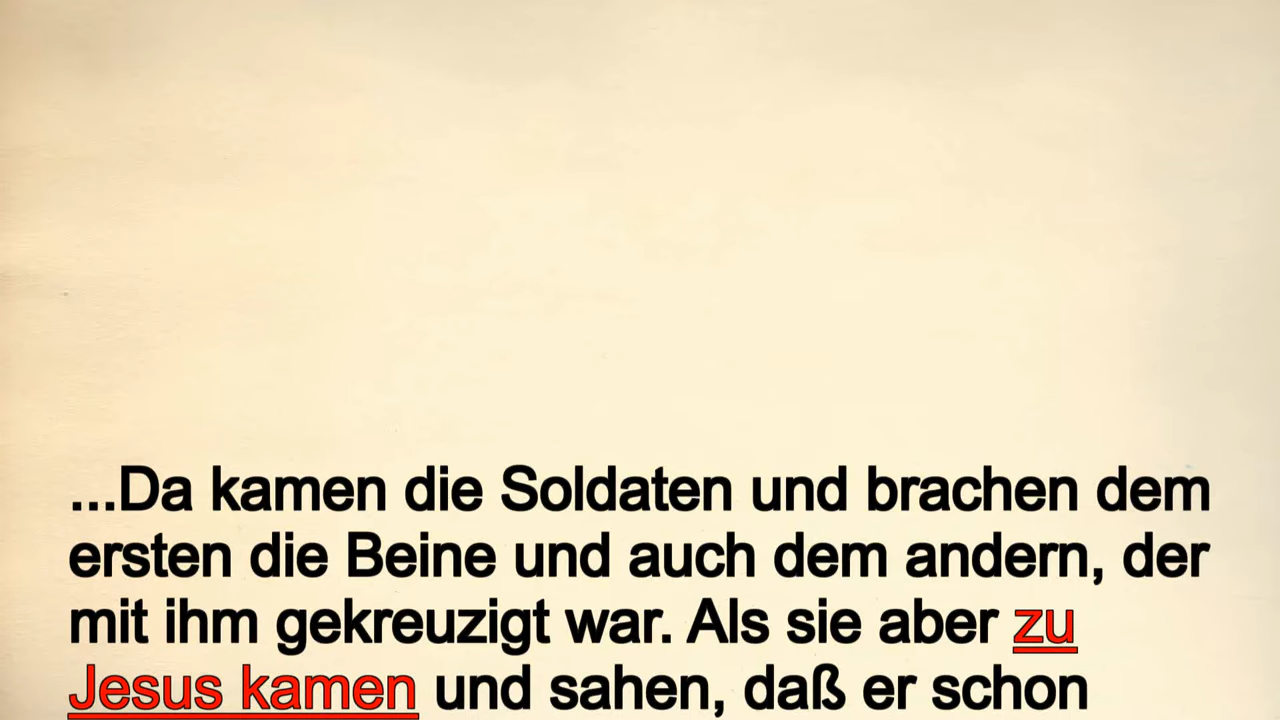 ...Da kamen die Soldaten und brachen dem
ersten die Beine und auch dem andern, der
mit ihm gekreuzigt war. Als sie aber zu
Jesus kamen und sahen, daß er schon